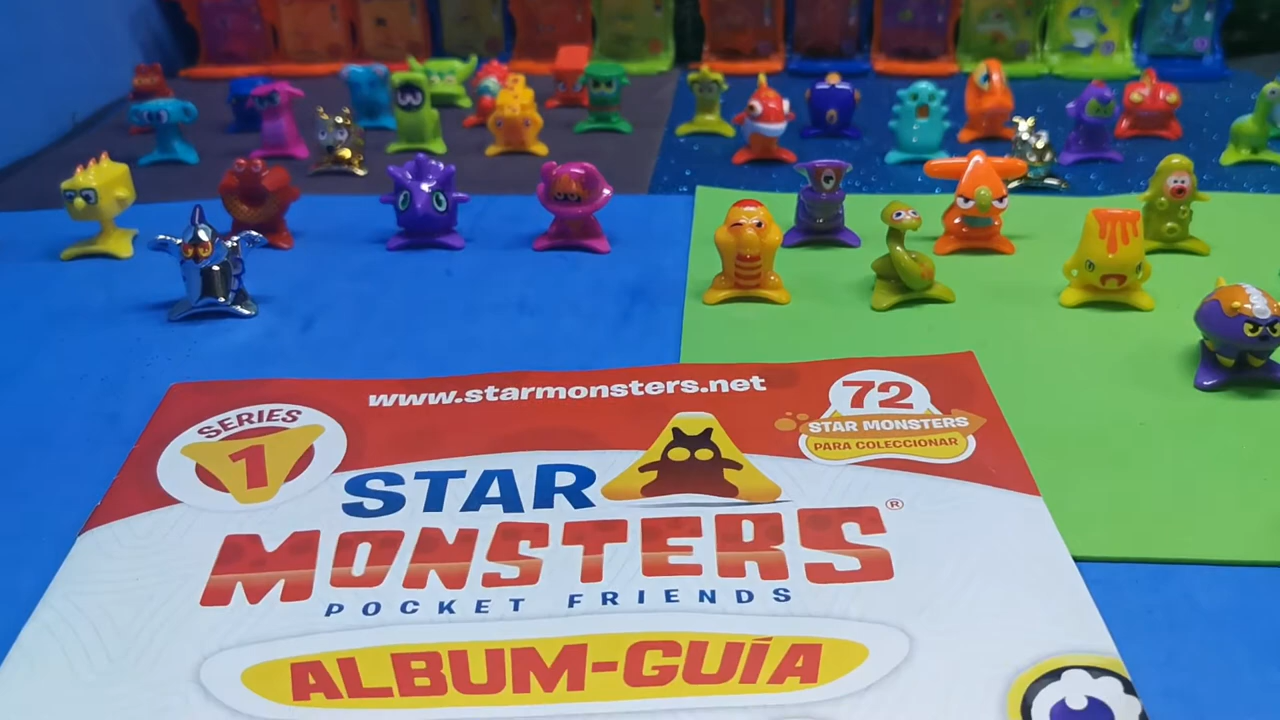 www.starmonsters.net
SERIES
1
72
STAR MONSTERS
PARA COLECCIONAR
STAR
MONSTERS®
POCKET FRIENDS
ALBUM-GUÍA